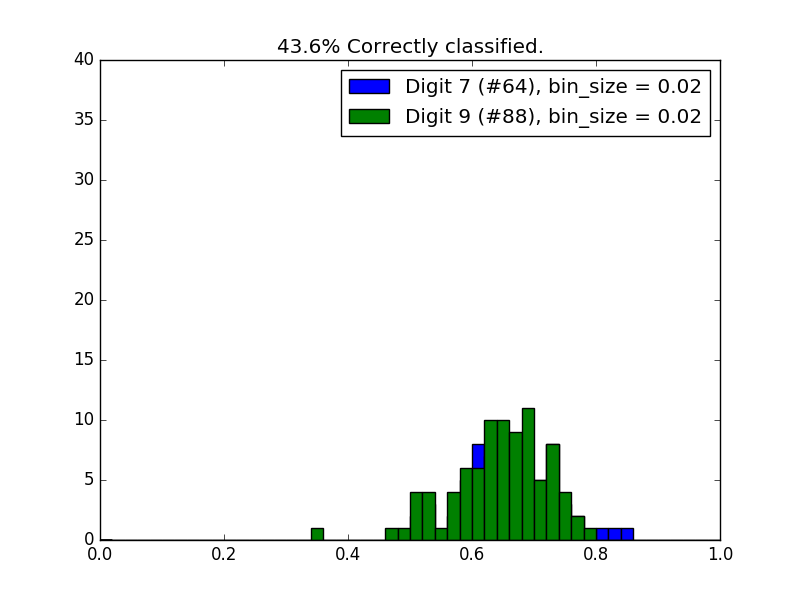 43.6% Correctly classified.
40
Digit 7 (#64), bin_size = 0.02
35
Digit 9 (#88), bin_size = 0.02
30
25
20
15
10
5
0
0.0 0.2 0.4 0.6 0.8 1.0